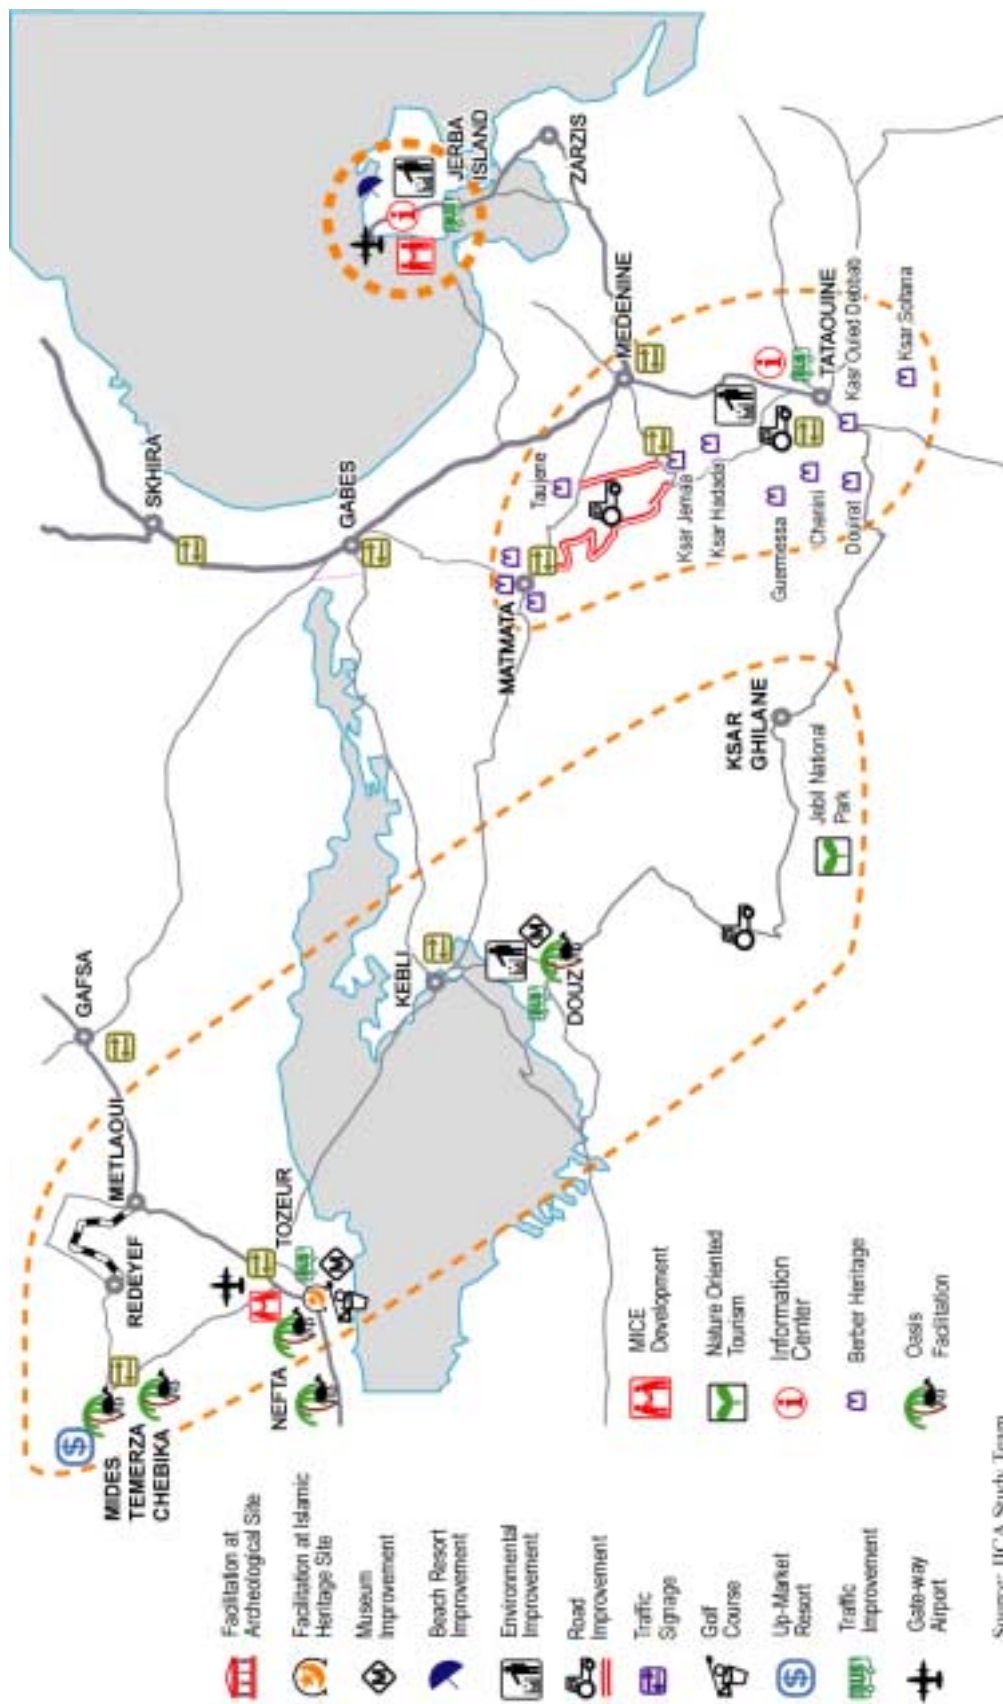 SKHIRA
GABES
GAFSA
METLAOUI
REDEYEF
TOZEUR
NEFTA
MIDES
TEMERZA
CHEBIKA
KEBLI
DOUZ
MATMATA
Taujene
Ksar Jemaa
Ksar Hadada
Guermessa
Chenini
Douirat
KSAR
GHILANE
Jebil National
Park
JERBA
ISLAND
ZARZIS
MEDENINE
TATAOUINE
Ksar Ouled Debbab
Ksar Soltana
Facilitation at
Archeological Site
Facilitation at Islamic
Heritage Site
Museum
Improvement
Beach Resort
Improvement
Environmental
Improvement
Road
Improvement
Traffic
Signage
Golf
Course
Up-Market
Resort
Traffic
Improvement
Gate-way
Airport
MICE
Development
Nature Oriented
Tourism
Information
Center
Berber Heritage
Oasis
Facilitation
Source: JICA Study Team